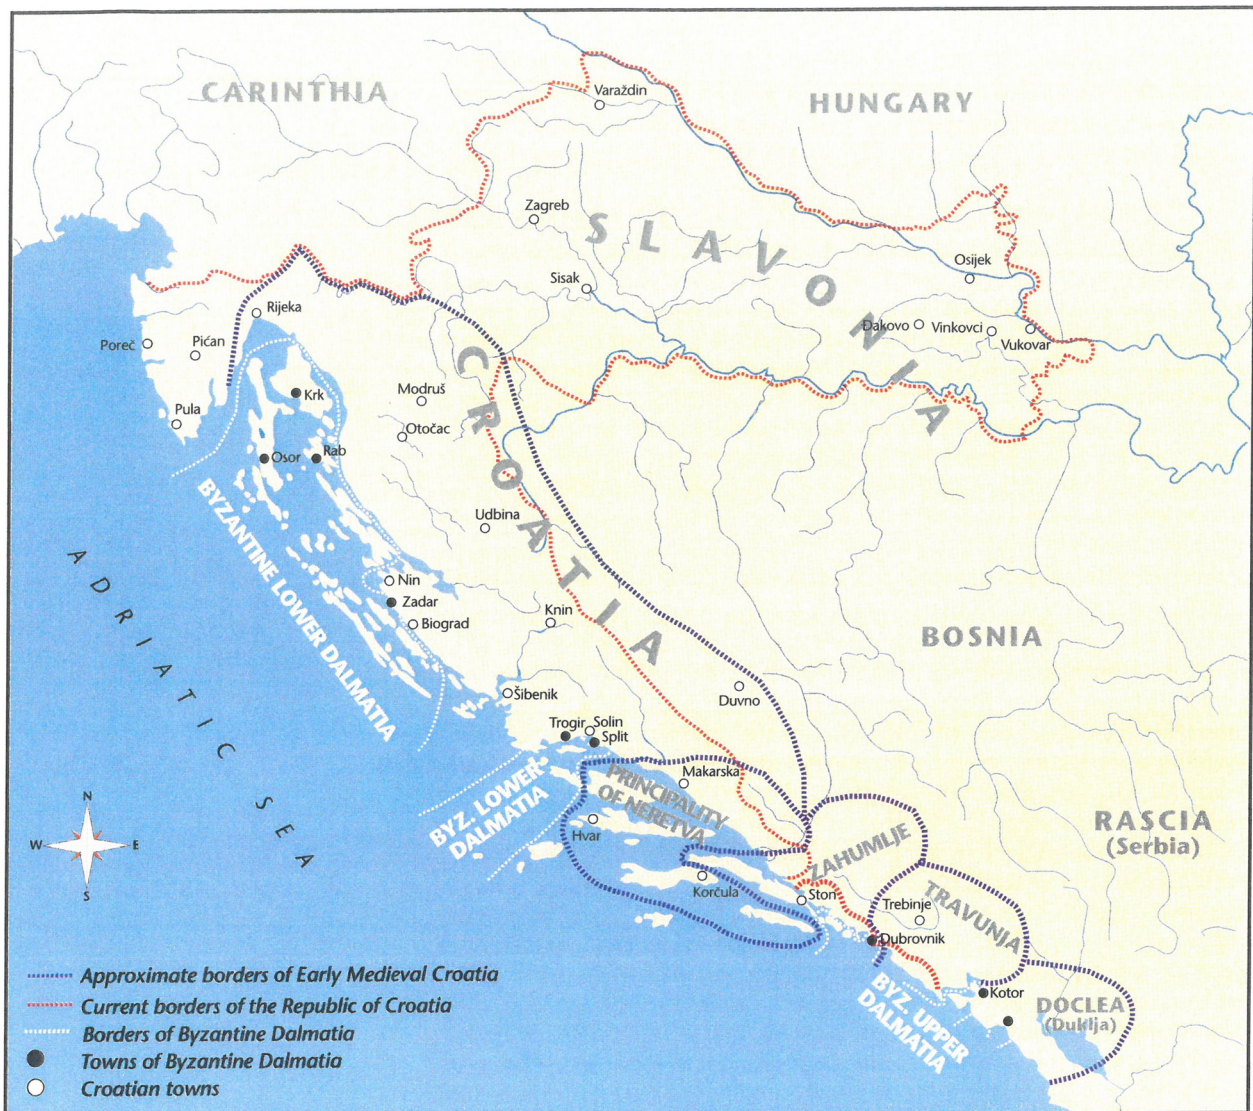 CARINTHIA
HUNGARY
Varaždin
Zagreb
SLAVONIA
Osijek
Sisak
Rijeka
Đakovo
Vinkovci
Vukovar
Poreč
Pićan
CROATIA
Krk
Modruš
Pula
Otočac
Osor
Rab
BYZANTINE LOWER DALMATIA
Udbina
ADRIATIC SEA
Nin
Zadar
Biograd
Knin
BOSNIA
Šibenik
Duvno
Trogir
Solin
Split
Makarska
PRINCIPALITY
OF NERETVA
BYZ. LOWER
DALMATIA
Hvar
RASCIA
(Serbia)
ZAHUMLJE
N
W
E
S
Korčula
Ston
Trebinje
TRAVUNJA
Dubrovnik
Kotor
BYZ. UPPER
DALMATIA
DOCLEA
(Duklja)
Approximate borders of Early Medieval Croatia
Current borders of the Republic of Croatia
Borders of Byzantine Dalmatia
Towns of Byzantine Dalmatia
Croatian towns